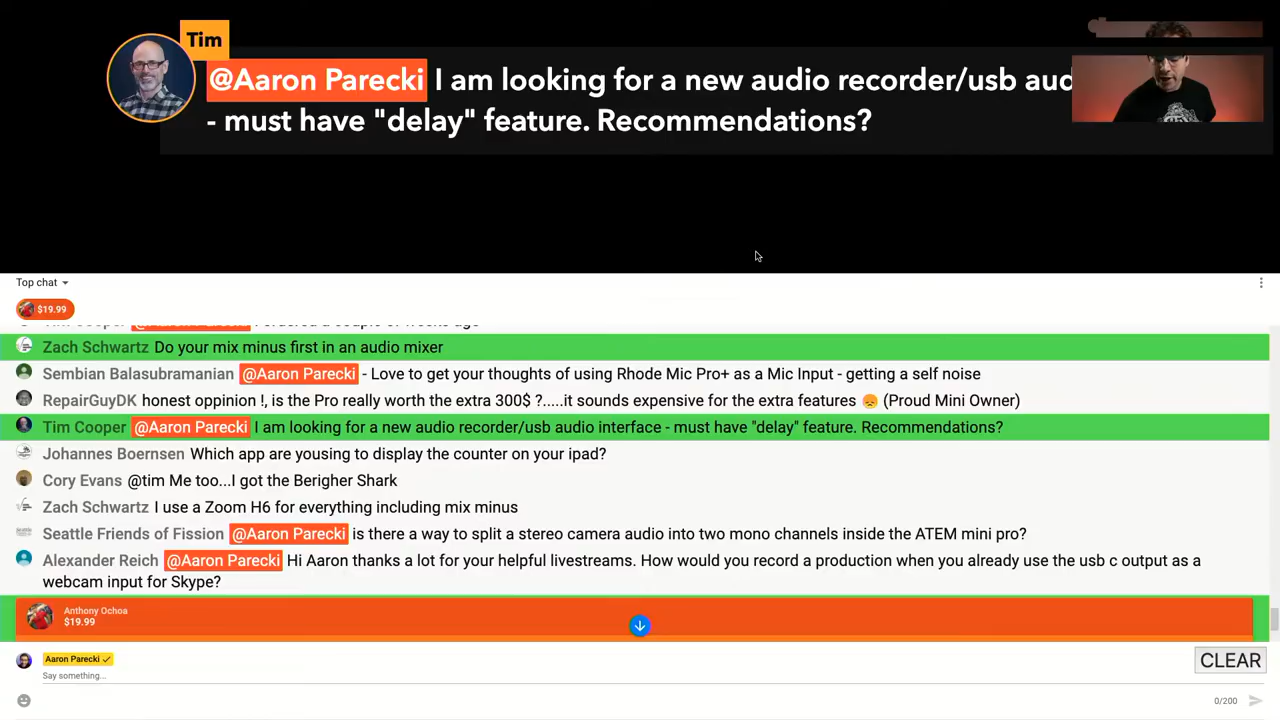 Tim
@Aaron Parecki I am looking for a new audio recorder/usb aud
- must have "delay" feature. Recommendations?
Top chat
$19.99
Zach Schwartz Do your mix minus first in an audio mixer
Sembian Balasubramanian @Aaron Parecki - Love to get your thoughts of using Rhode Mic Pro+ as a Mic Input - getting a self noise
RepairGuyDK honest oppinion !, is the Pro really worth the extra 300$ ?.....it sounds expensive for the extra features 😞 (Proud Mini Owner)
Tim Cooper @Aaron Parecki I am looking for a new audio recorder/usb audio interface - must have "delay" feature. Recommendations?
Johannes Boernsen Which app are yousing to display the counter on your ipad?
Cory Evans @tim Me too...I got the Berigher Shark
Zach Schwartz I use a Zoom H6 for everything including mix minus
Seattle Friends of Fission @Aaron Parecki is there a way to split a stereo camera audio into two mono channels inside the ATEM mini pro?
Alexander Reich @Aaron Parecki Hi Aaron thanks a lot for your helpful livestreams. How would you record a production when you already use the usb c output as a
webcam input for Skype?
Anthony Ochoa
$19.99
Aaron Parecki ✓
Say something...
CLEAR
0/200